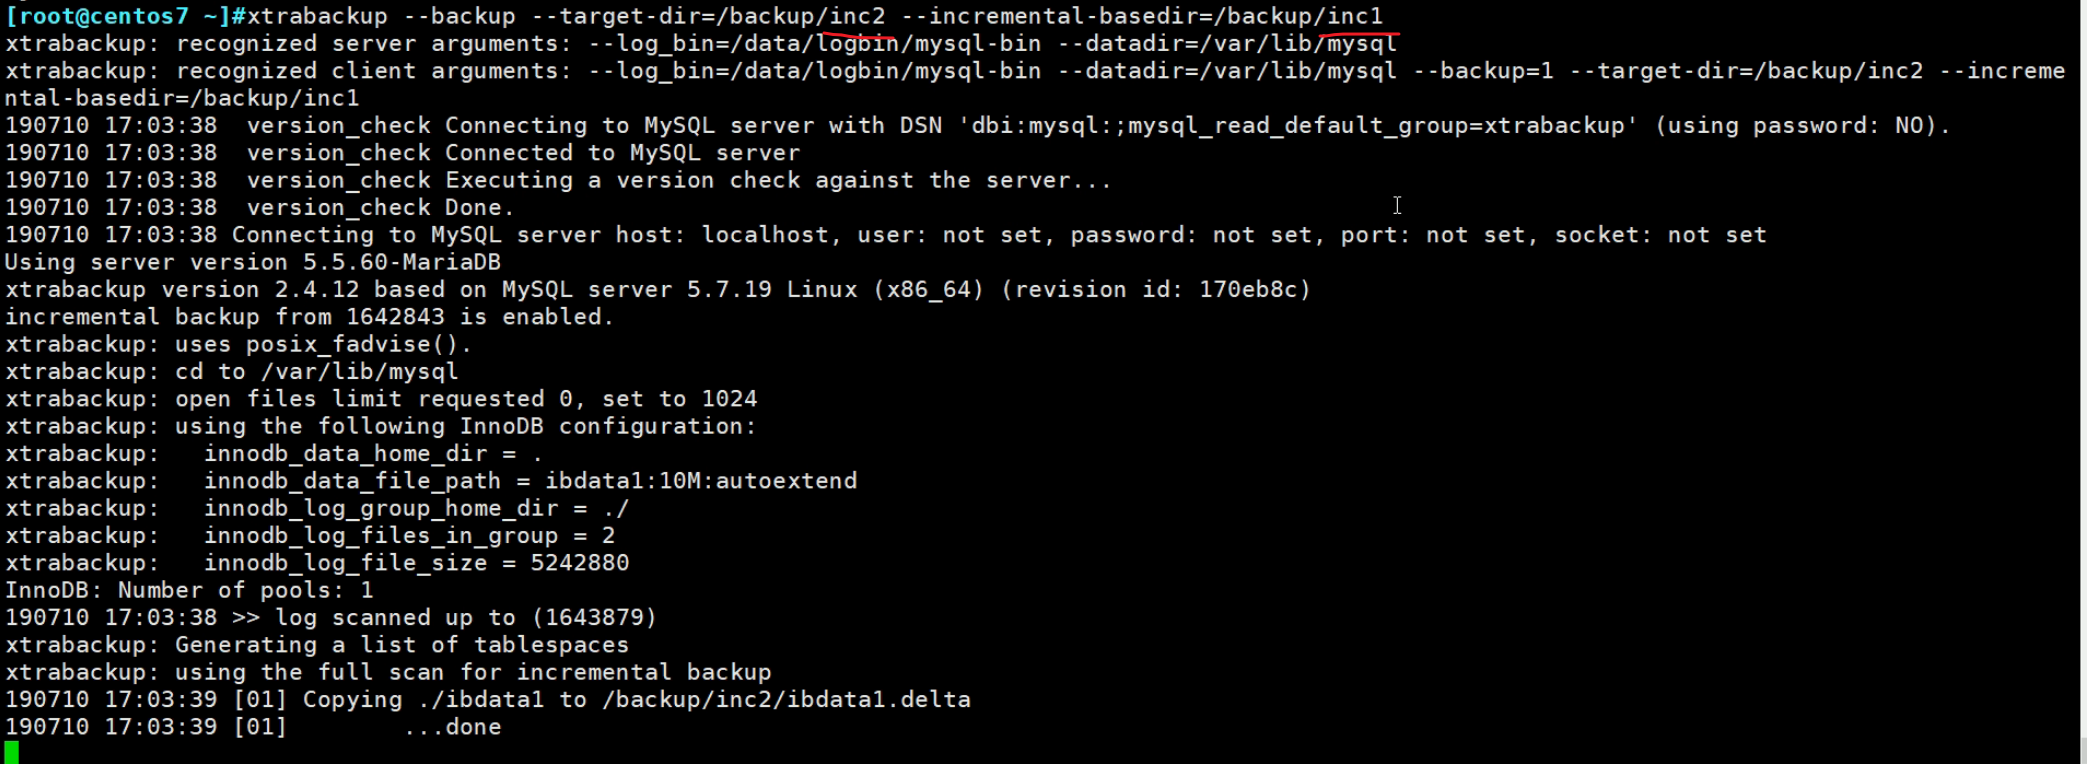 [root@centos7 ~]#xtrabackup --backup --target-dir=/backup/inc2 --incremental-basedir=/backup/inc1
xtrabackup: recognized server arguments: --log_bin=/data/logbin/mysql-bin --datadir=/var/lib/mysql
xtrabackup: recognized client arguments: --log_bin=/data/logbin/mysql-bin --datadir=/var/lib/mysql --backup=1 --target-dir=/backup/inc2 --increme
ntal-basedir=/backup/inc1
190710 17:03:38  version_check Connecting to MySQL server with DSN 'dbi:mysql:;mysql_read_default_group=xtrabackup' (using password: NO).
190710 17:03:38  version_check Connected to MySQL server
190710 17:03:38  version_check Executing a version check against the server...
190710 17:03:38  version_check Done.
190710 17:03:38 Connecting to MySQL server host: localhost, user: not set, password: not set, port: not set, socket: not set
Using server version 5.5.60-MariaDB
xtrabackup version 2.4.12 based on MySQL server 5.7.19 Linux (x86_64) (revision id: 170eb8c)
incremental backup from 1642843 is enabled.
xtrabackup: uses posix_fadvise().
xtrabackup: cd to /var/lib/mysql
xtrabackup: open files limit requested 0, set to 1024
xtrabackup: using the following InnoDB configuration:
xtrabackup:   innodb_data_home_dir = .
xtrabackup:   innodb_data_file_path = ibdata1:10M:autoextend
xtrabackup:   innodb_log_group_home_dir = ./
xtrabackup:   innodb_log_files_in_group = 2
xtrabackup:   innodb_log_file_size = 5242880
InnoDB: Number of pools: 1
190710 17:03:38 >> log scanned up to (1643879)
xtrabackup: Generating a list of tablespaces
xtrabackup: using the full scan for incremental backup
190710 17:03:39 [01] Copying ./ibdata1 to /backup/inc2/ibdata1.delta
190710 17:03:39 [01]        ...done